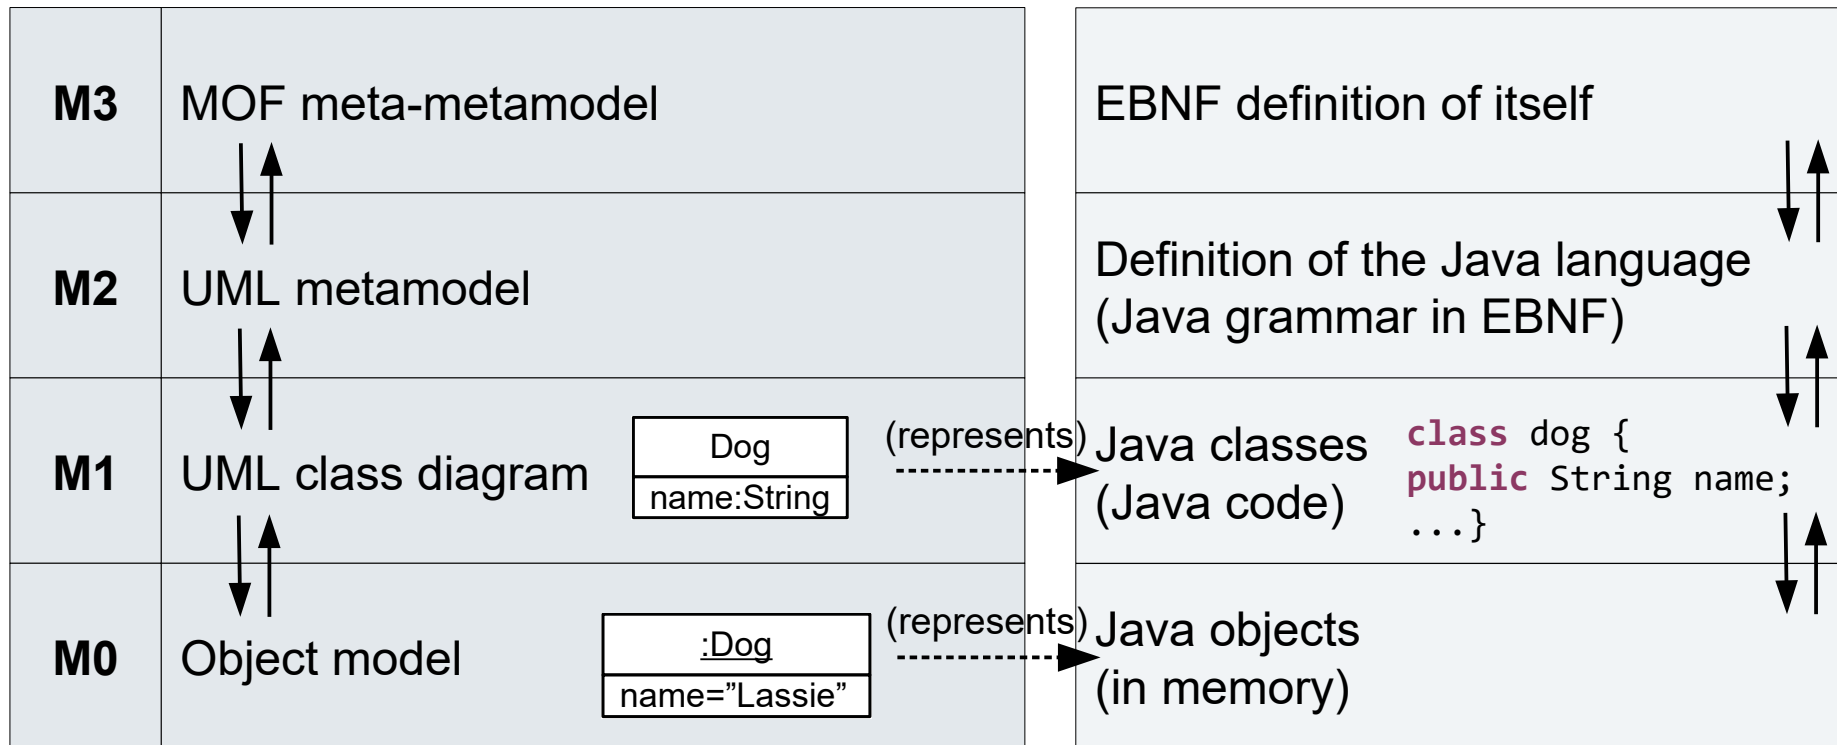 M3
MOF meta-metamodel
EBNF definition of itself
M2
UML metamodel
Definition of the Java language
(Java grammar in EBNF)
M1
UML class diagram
Dog
name:String
(represents)
Java classes
(Java code)
class dog {
public String name;
...}
M0
Object model
:Dog
name=”Lassie”
(represents)
Java objects
(in memory)